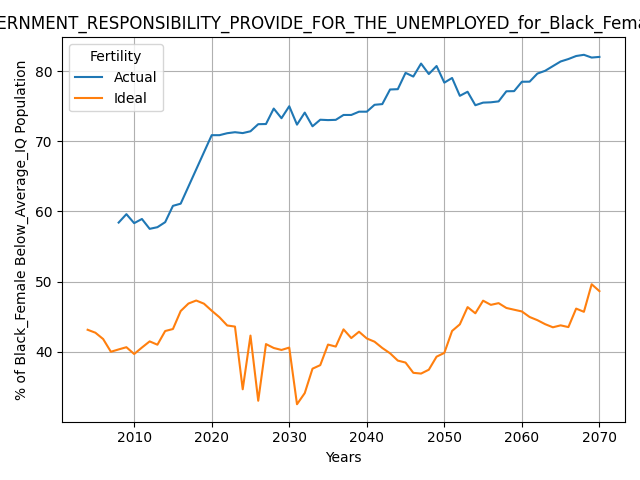 ERNMENT_RESPONSIBILITY_PROVIDE_FOR_THE_UNEMPLOYED_for_Black_Fema
Fertility
Actual
Ideal
% of Black_Female Below_Average_IQ Population
80
70
60
50
40
2010 2020 2030 2040 2050 2060 2070
Years